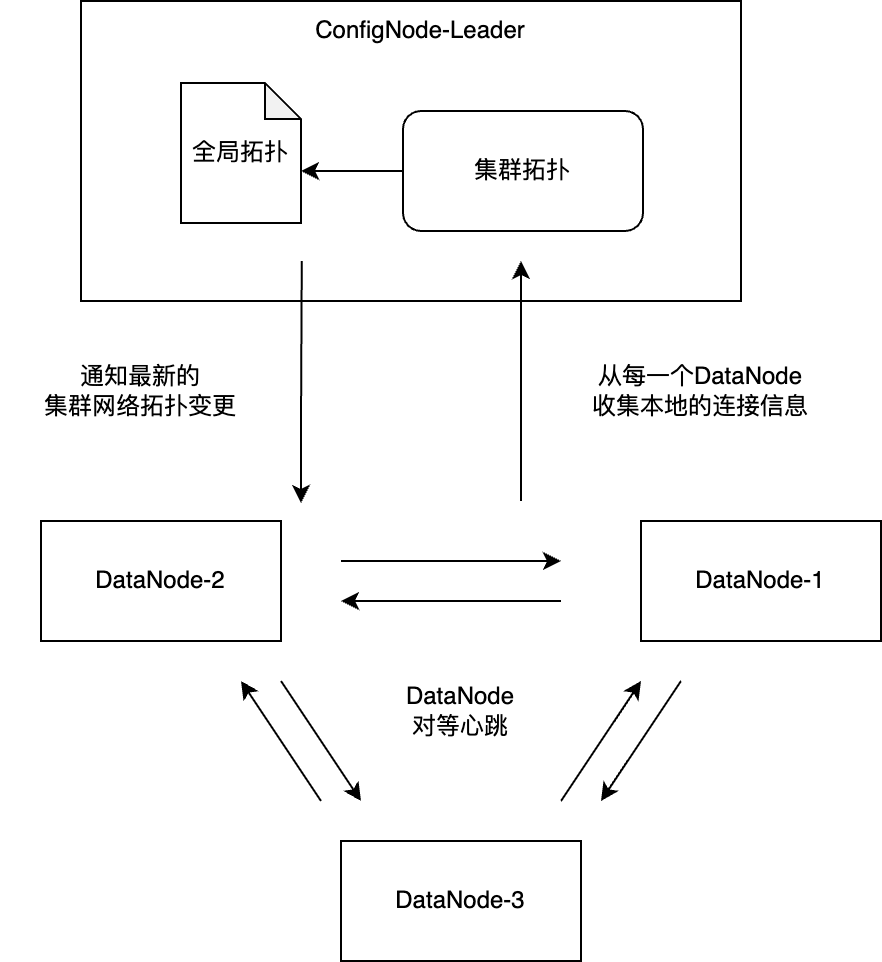 ConfigNode-Leader
全局拓扑
集群拓扑
通知最新的
集群网络拓扑变更
从每一个DataNode
收集本地的连接信息
DataNode-2
DataNode-1
DataNode
对等心跳
DataNode-3